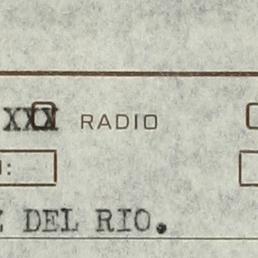 XXX RADIO
:
DEL RIO.